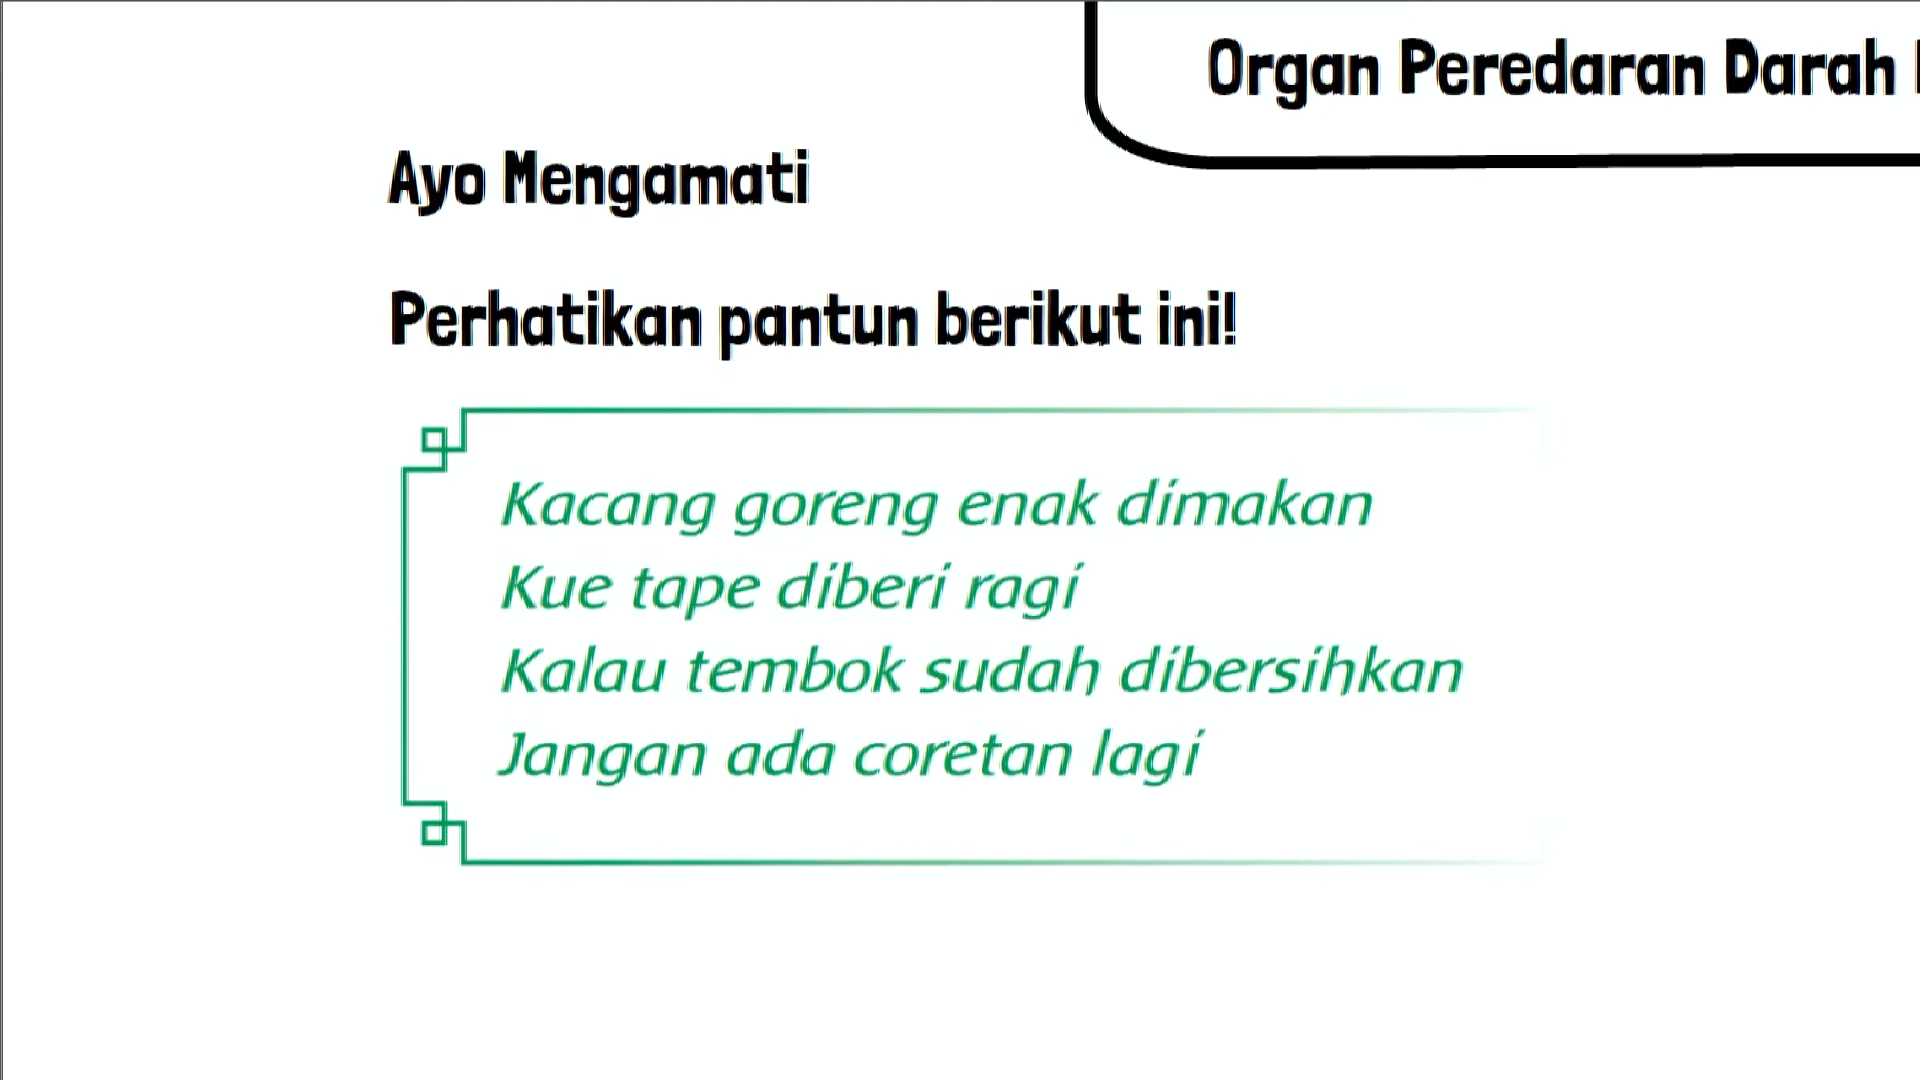 Organ Peredaran Darah
Ayo Mengamati
Perhatikan pantun berikut ini!
Kacang goreng enak dimakan
Kue tape diberi ragi
Kalau tembok sudah dibersihkan
Jangan ada coretan lagi